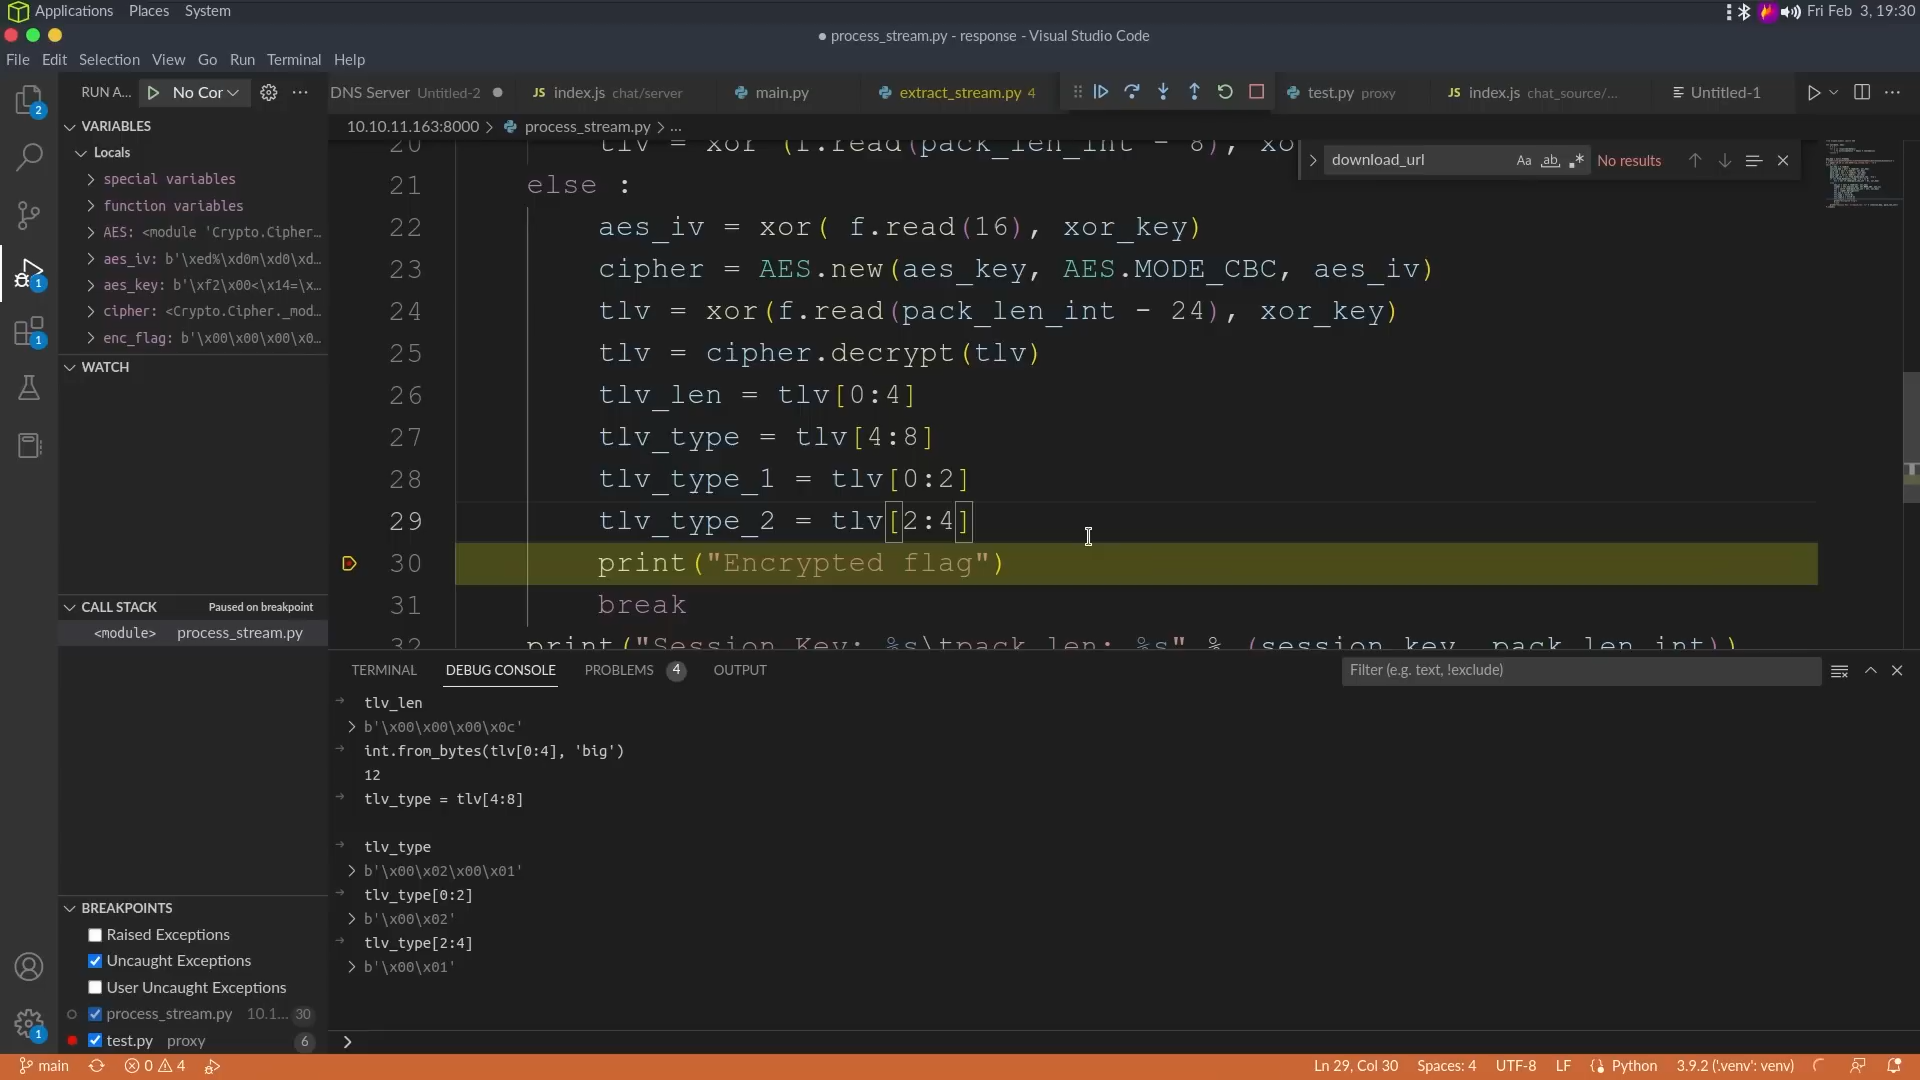 Applications Places System
Fri Feb 3, 19:30
● process_stream.py - response - Visual Studio Code
File Edit Selection View Go Run Terminal Help
RUN A... No Cor
DNS Server Untitled-2 ●
JS index.js chat/server
main.py
extract_stream.py 4
test.py proxy
JS index.js chat_source/...
Untitled-1
10.10.11.163:8000 > process_stream.py > ...
download_url Aa ab No results
VARIABLES
Locals
special variables
function variables
AES: <module 'Crypto.Cipher...
aes_iv: b'\xed%\xd0m\xd0\xd...
aes_key: b'\xf2\x00<\x14=\x...
cipher: <Crypto.Cipher._mod...
enc_flag: b'\x00\x00\x00\x0...
WATCH
CALL STACK Paused on breakpoint
<module> process_stream.py
BREAKPOINTS
Raised Exceptions
Uncaught Exceptions
User Uncaught Exceptions
process_stream.py 10.1... 30
test.py proxy 6
20 tlv = xor (f.read(pack_len_int - 8), xo
21 else :
22 aes_iv = xor( f.read(16), xor_key)
23 cipher = AES.new(aes_key, AES.MODE_CBC, aes_iv)
24 tlv = xor(f.read(pack_len_int - 24), xor_key)
25 tlv = cipher.decrypt(tlv)
26 tlv_len = tlv[0:4]
27 tlv_type = tlv[4:8]
28 tlv_type_1 = tlv[0:2]
29 tlv_type_2 = tlv[2:4]
30 print("Encrypted flag")
31 break
32 print("Session Key: %s\tpack_len: %s" % (session_key, pack_len_int))
TERMINAL DEBUG CONSOLE PROBLEMS 4 OUTPUT
Filter (e.g. text, !exclude)
tlv_len
b'\x00\x00\x00\x0c'
int.from_bytes(tlv[0:4], 'big')
12
tlv_type = tlv[4:8]
tlv_type
b'\x00\x02\x00\x01'
tlv_type[0:2]
b'\x00\x02'
tlv_type[2:4]
b'\x00\x01'
2
1
1
1
main 0 4
Ln 29, Col 30 Spaces: 4 UTF-8 LF Python 3.9.2 ('.venv': venv)